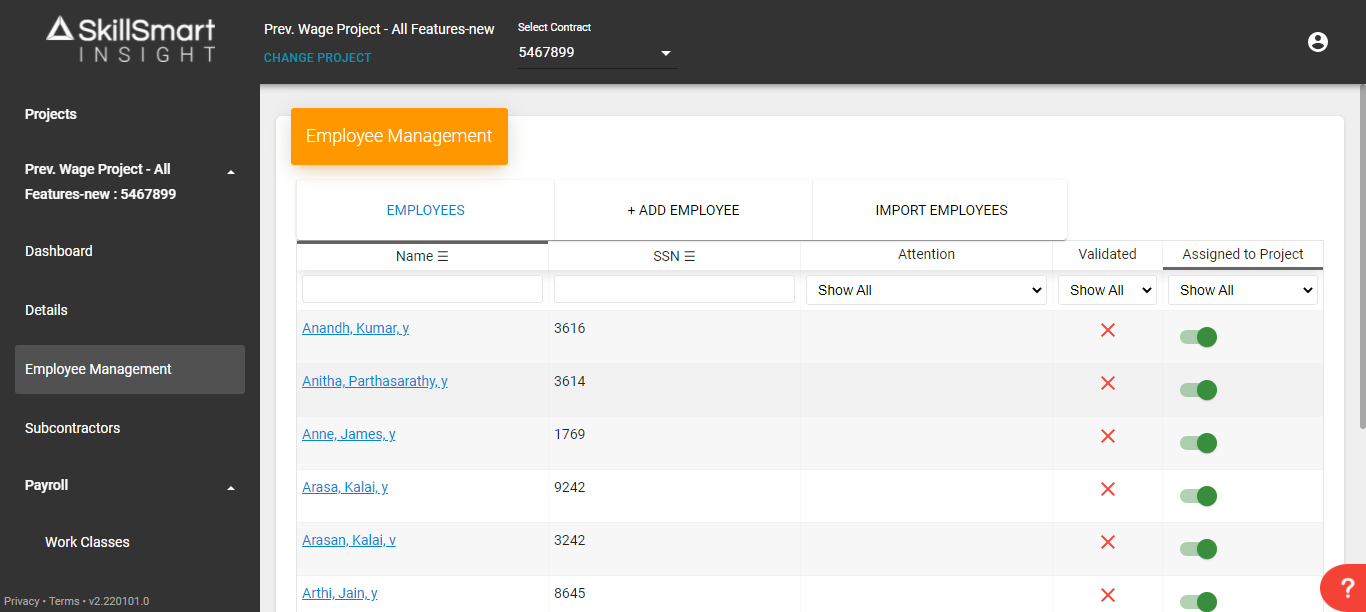 SkillSmart
INSIGHT
Prev. Wage Project - All Features-new
CHANGE PROJECT
Select Contract
5467899
Projects
Prev. Wage Project - All
Features-new : 5467899
Dashboard
Details
Employee Management
Subcontractors
Payroll
Work Classes
Privacy • Terms • v2.220101.0
Employee Management
EMPLOYEES
+ ADD EMPLOYEE
IMPORT EMPLOYEES
Name ☰ SSN ☰ Attention Validated Assigned to Project
Show All Show All Show All
Anandh, Kumar, y 3616
Anitha, Parthasarathy, y 3614
Anne, James, y 1769
Arasa, Kalai, y 9242
Arasan, Kalai, v 3242
Arthi, Jain, y 8645
?